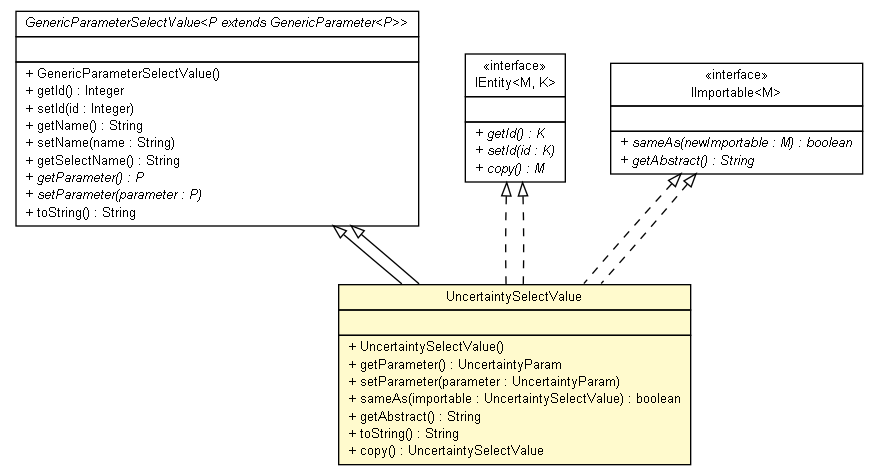 GenericParameterSelectValue<P extends GenericParameter<P>>
+ GenericParameterSelectValue()
+ getId() : Integer
+ setId(id : Integer)
+ getName() : String
+ setName(name : String)
+ getSelectName() : String
+ getParameter() : P
+ setParameter(parameter : P)
+ toString() : String
«interface»
IEntity<M, K>
+ getId() : K
+ setId(id : K)
+ copy() : M
«interface»
IImportable<M>
+ sameAs(newImportable : M) : boolean
+ getAbstract() : String
UncertaintySelectValue
+ UncertaintySelectValue()
+ getParameter() : UncertaintyParam
+ setParameter(parameter : UncertaintyParam)
+ sameAs(importable : UncertaintySelectValue) : boolean
+ getAbstract() : String
+ toString() : String
+ copy() : UncertaintySelectValue